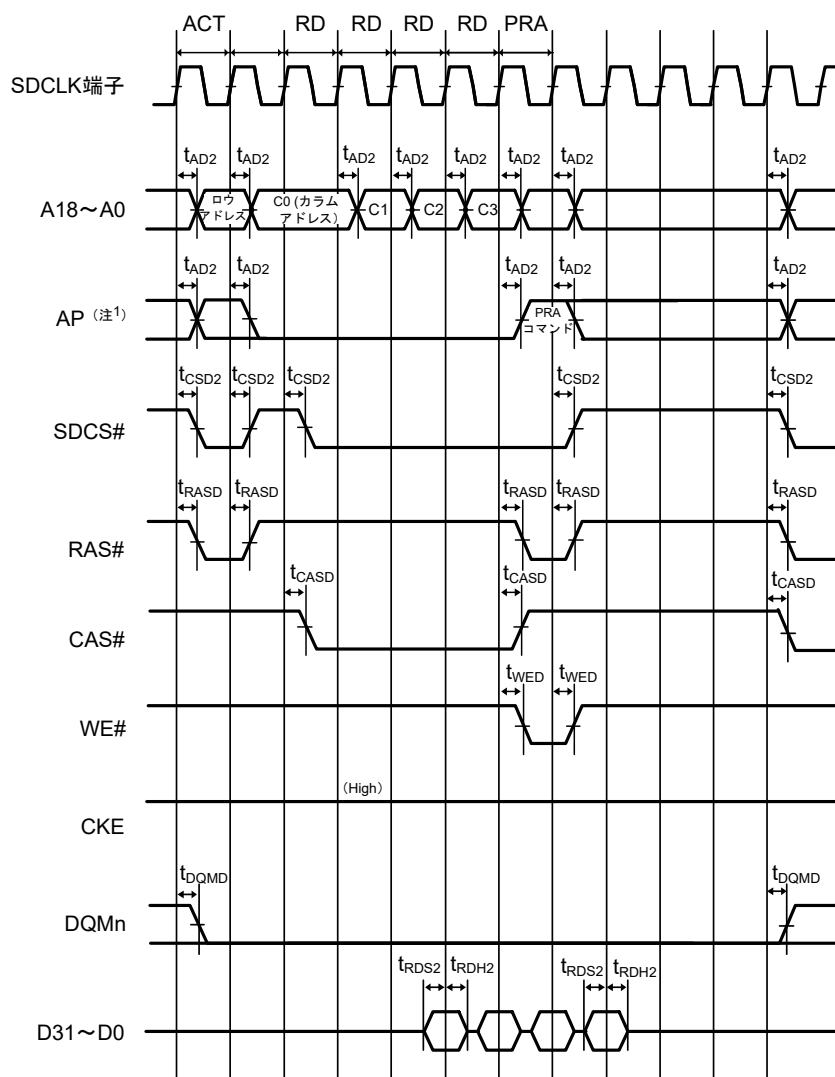 ACT RD RD RD RD PRA
SDCLK端子
tAD2 tAD2 tAD2 tAD2 tAD2 tAD2 tAD2 tAD2
A18～A0
ロウ
アドレス
C0 (カラム
アドレス）
C1 C2 C3
tAD2 tAD2 tAD2 tAD2 tAD2
AP（注1）
PRA
コマンド
tCSD2 tCSD2 tCSD2 tCSD2 tCSD2
SDCS#
tRASD tRASD tRASD tRASD tRASD
RAS#
tCASD tCASD tCASD
CAS#
tWED tWED
WE#
（High）
CKE
tDQMD tDQMD
DQMn
tRDS2 tRDH2 tRDS2 tRDH2
D31～D0